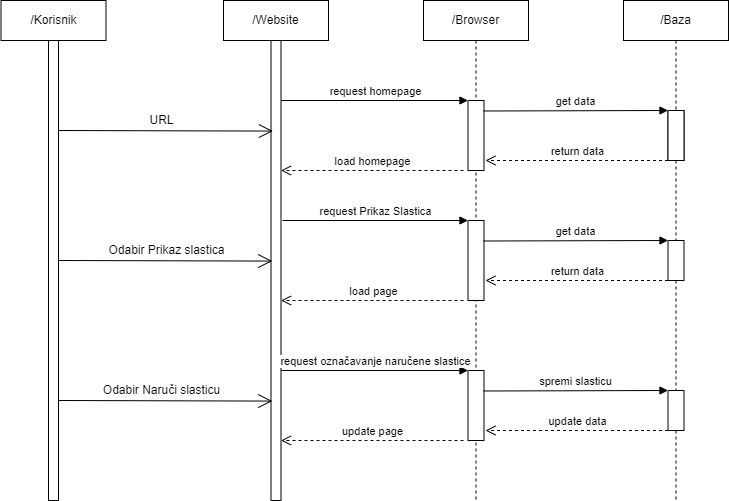 /Korisnik
/Website
/Browser
/Baza
request homepage
get data
URL
return data
load homepage
request Prikaz Slastica
get data
Odabir Prikaz slastica
return data
load page
request označavanje naručene slastice
spremi slasticu
Odabir Naruči slasticu
update data
update page